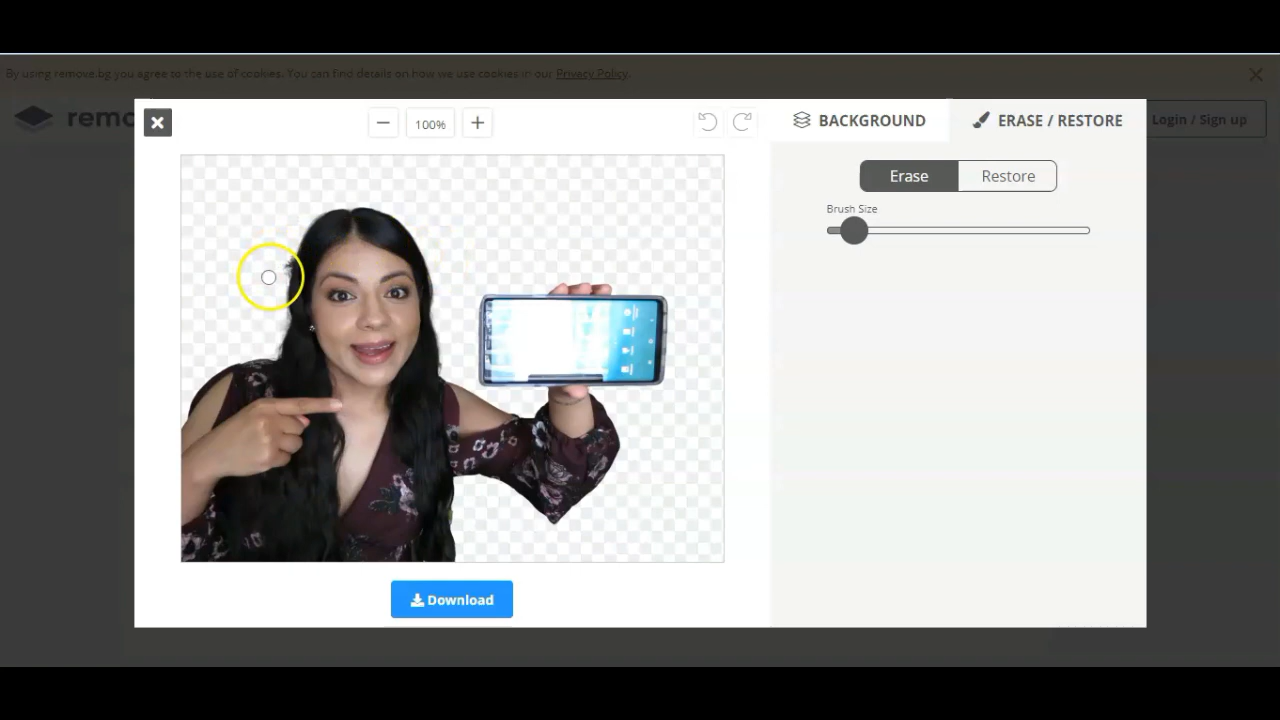 By using remove.bg you agree to the use of cookies. You can find details on how we use cookies in our Privacy Policy.
remo
100%
BACKGROUND
ERASE / RESTORE
Login / Sign up
Erase
Restore
Brush Size
Download